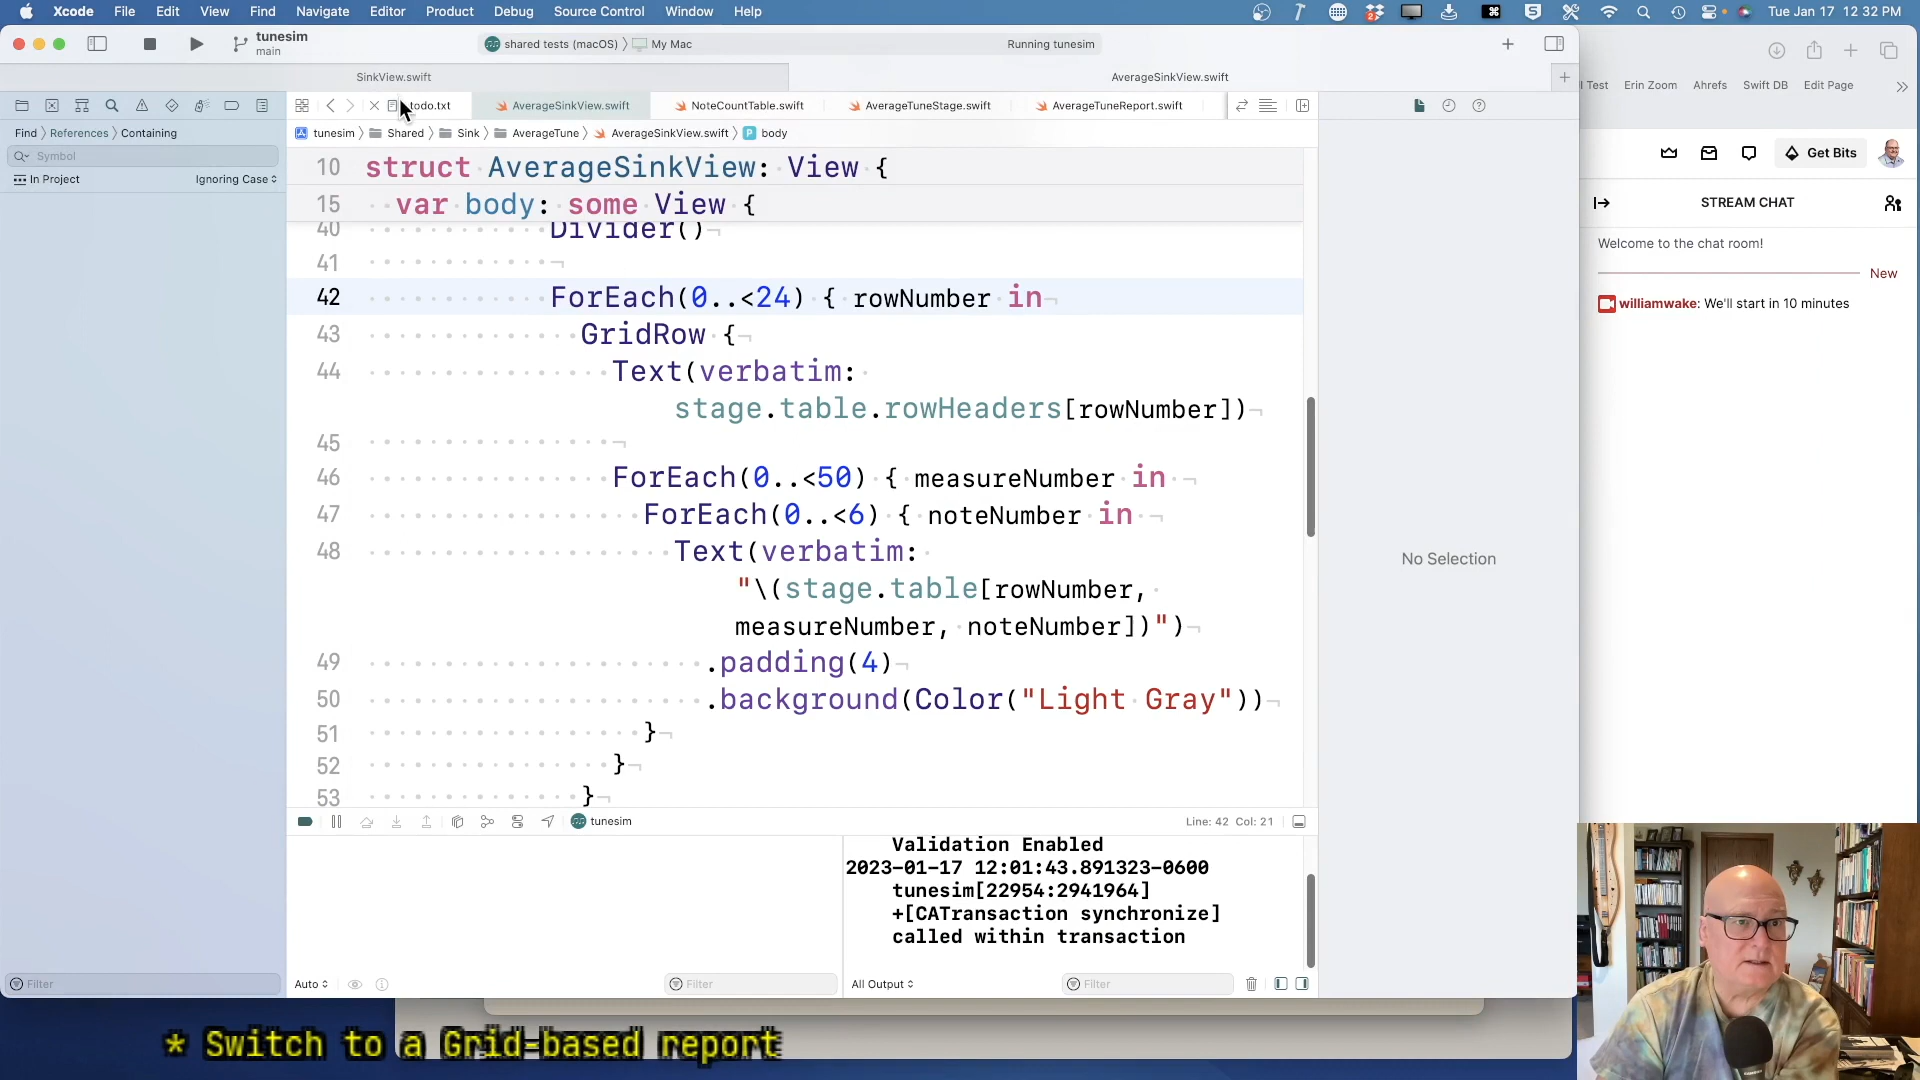 Xcode File Edit View Find Navigate Editor Product Debug Source Control Window Help
2
Tue Jan 17 12:32 PM
tunesim
main
shared tests (macOS) 〉 My Mac
Running tunesim
SinkView.swift
AverageSinkView.swift
todo.txt
AverageSinkView.swift
NoteCountTable.swift
AverageTuneStage.swift
AverageTuneReport.swift
Find 〉 References 〉 Containing
Symbol
In Project
Ignoring Case
tunesim 〉 Shared 〉 Sink 〉 AverageTune 〉 AverageSinkView.swift 〉 P body
10 struct AverageSinkView: View {
15 var body: some View {
40 Divider()
41
42 ForEach(0..<24) { rowNumber in
43 GridRow {
44 Text(verbatim:
stage.table.rowHeaders[rowNumber])
45
46 ForEach(0..<50) { measureNumber in
47 ForEach(0..<6) { noteNumber in
48 Text(verbatim:
"\(stage.table[rowNumber,
measureNumber, noteNumber])")
49 .padding(4)
50 .background(Color("Light Gray"))
51 }
52 }
53 }
tunesim
Line: 42 Col: 21
Validation Enabled
2023-01-17 12:01:43.891323-0600
tunesim[22954:2941964]
+[CATransaction synchronize]
called within transaction
Filter
Auto
Filter
All Output
Filter
No Selection
l Test Erin Zoom Ahrefs Swift DB Edit Page
Get Bits
STREAM CHAT
Welcome to the chat room!
New
williamwake: We'll start in 10 minutes
* Switch to a Grid-based report